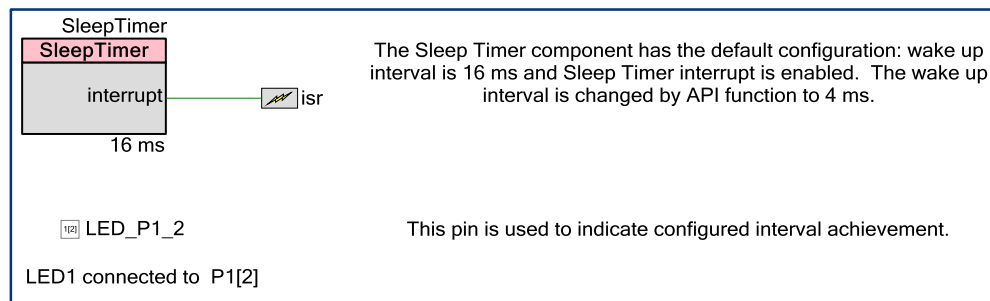 SleepTimer
SleepTimer
interrupt
isr
16 ms
The Sleep Timer component has the default configuration: wake up
interval is 16 ms and Sleep Timer interrupt is enabled.  The wake up
interval is changed by API function to 4 ms.
1[2]
LED_P1_2
This pin is used to indicate configured interval achievement.
LED1 connected to  P1[2]